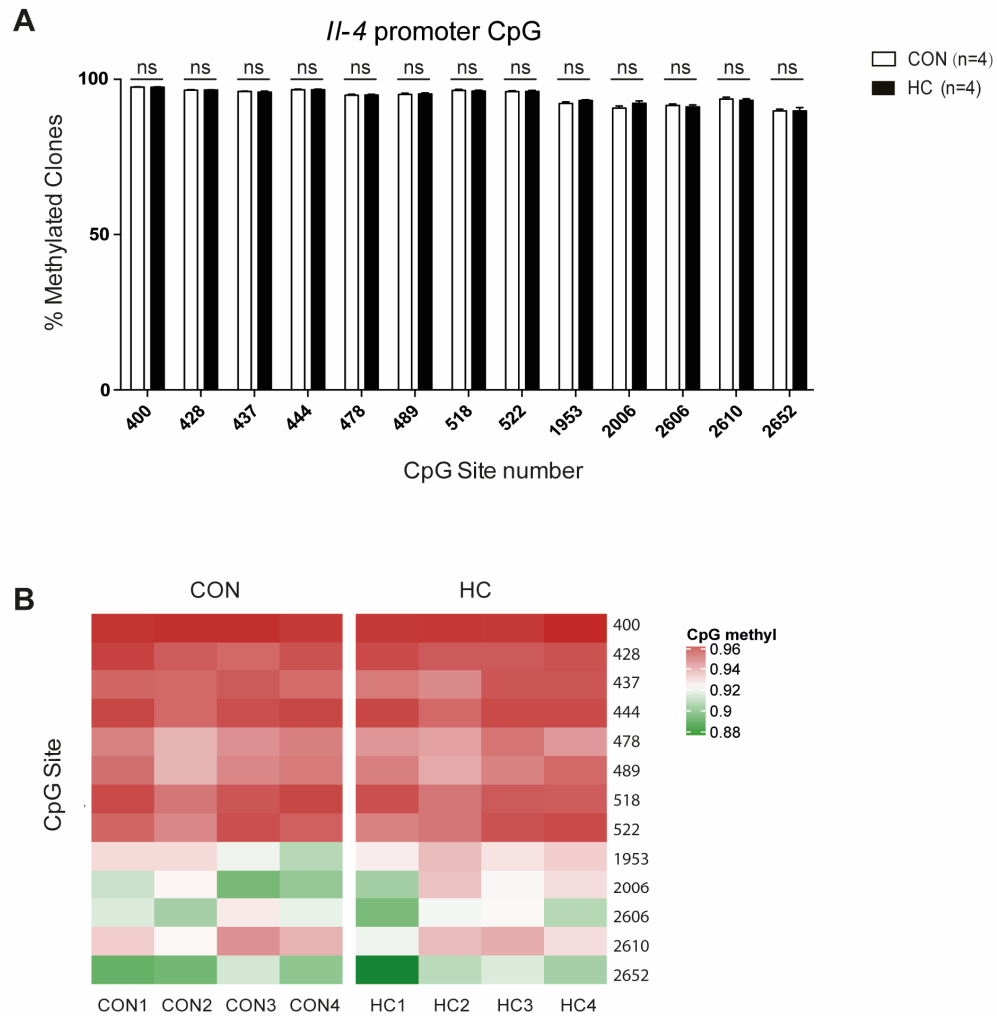 A
Il-4 promoter CpG
ns ns ns ns ns ns ns ns ns ns ns ns ns
CON (n=4)
HC (n=4)
100
50
0
% Methylated Clones
400 428 437 444 478 489 518 522 1953 2006 2606 2610 2652
CpG Site number
B
CON HC
CpG Site
400
428
437
444
478
489
518
522
1953
2006
2606
2610
2652
CON1 CON2 CON3 CON4 HC1 HC2 HC3 HC4
CpG methyl
0.96
0.94
0.92
0.9
0.88